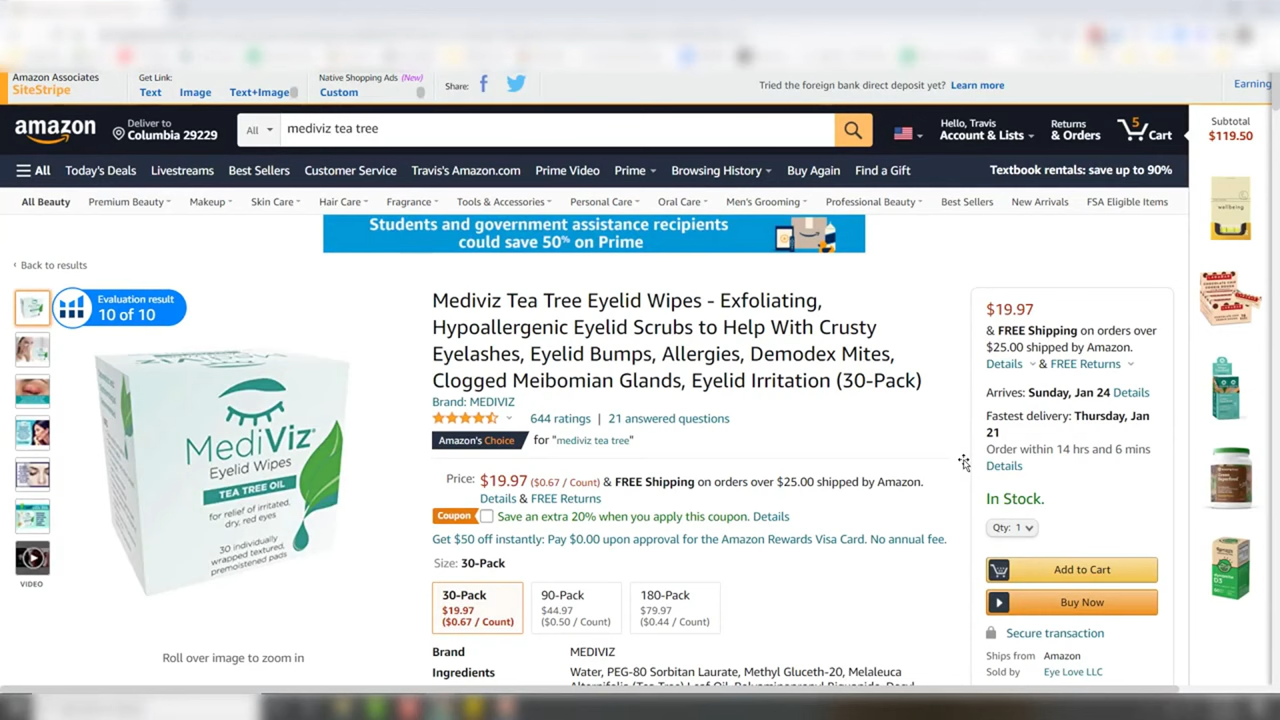 Amazon Associates
SiteStripe
Get Link:
Text Image Text+Image
Native Shopping Ads (New)
Custom
Share:
Tried the foreign bank direct deposit yet? Learn more
Earning
amazon
Deliver to
Columbia 29229
All
mediviz tea tree
Hello, Travis
Account & Lists
Returns
& Orders
5
Cart
Subtotal
$119.50
All Today's Deals Livestreams Best Sellers Customer Service Travis's Amazon.com Prime Video Prime Browsing History Buy Again Find a Gift
Textbook rentals: save up to 90%
All Beauty Premium Beauty Makeup Skin Care Hair Care Fragrance Tools & Accessories Personal Care Oral Care Men's Grooming Professional Beauty Best Sellers New Arrivals FSA Eligible Items
Students and government assistance recipients
could save 50% on Prime
‹ Back to results
Evaluation result
10 of 10
MediViz
Eyelid Wipes
TEA TREE OIL
for relief of irritated,
dry, red eyes
30 individually
wrapped textured,
premoistened pads
VIDEO
Roll over image to zoom in
Mediviz Tea Tree Eyelid Wipes - Exfoliating,
Hypoallergenic Eyelid Scrubs to Help With Crusty
Eyelashes, Eyelid Bumps, Allergies, Demodex Mites,
Clogged Meibomian Glands, Eyelid Irritation (30-Pack)
Brand: MEDIVIZ
644 ratings | 21 answered questions
Amazon's Choice for "mediviz tea tree"
Price: $19.97 ($0.67 / Count) & FREE Shipping on orders over $25.00 shipped by Amazon.
Details & FREE Returns
Coupon Save an extra 20% when you apply this coupon. Details
Get $50 off instantly: Pay $0.00 upon approval for the Amazon Rewards Visa Card. No annual fee.
Size: 30-Pack
30-Pack
$19.97
($0.67 / Count)
90-Pack
$44.97
($0.50 / Count)
180-Pack
$79.97
($0.44 / Count)
Brand MEDIVIZ
Ingredients Water, PEG-80 Sorbitan Laurate, Methyl Gluceth-20, Melaleuca
Alternifolia (Tea Tree) Leaf Oil, Polyaminopropyl Biguanide, Decyl
$19.97
& FREE Shipping on orders over
$25.00 shipped by Amazon.
Details & FREE Returns
Arrives: Sunday, Jan 24 Details
Fastest delivery: Thursday, Jan
21
Order within 14 hrs and 6 mins
Details
In Stock.
Qty: 1
Add to Cart
Buy Now
Secure transaction
Ships from Amazon
Sold by Eye Love LLC
wellbeing